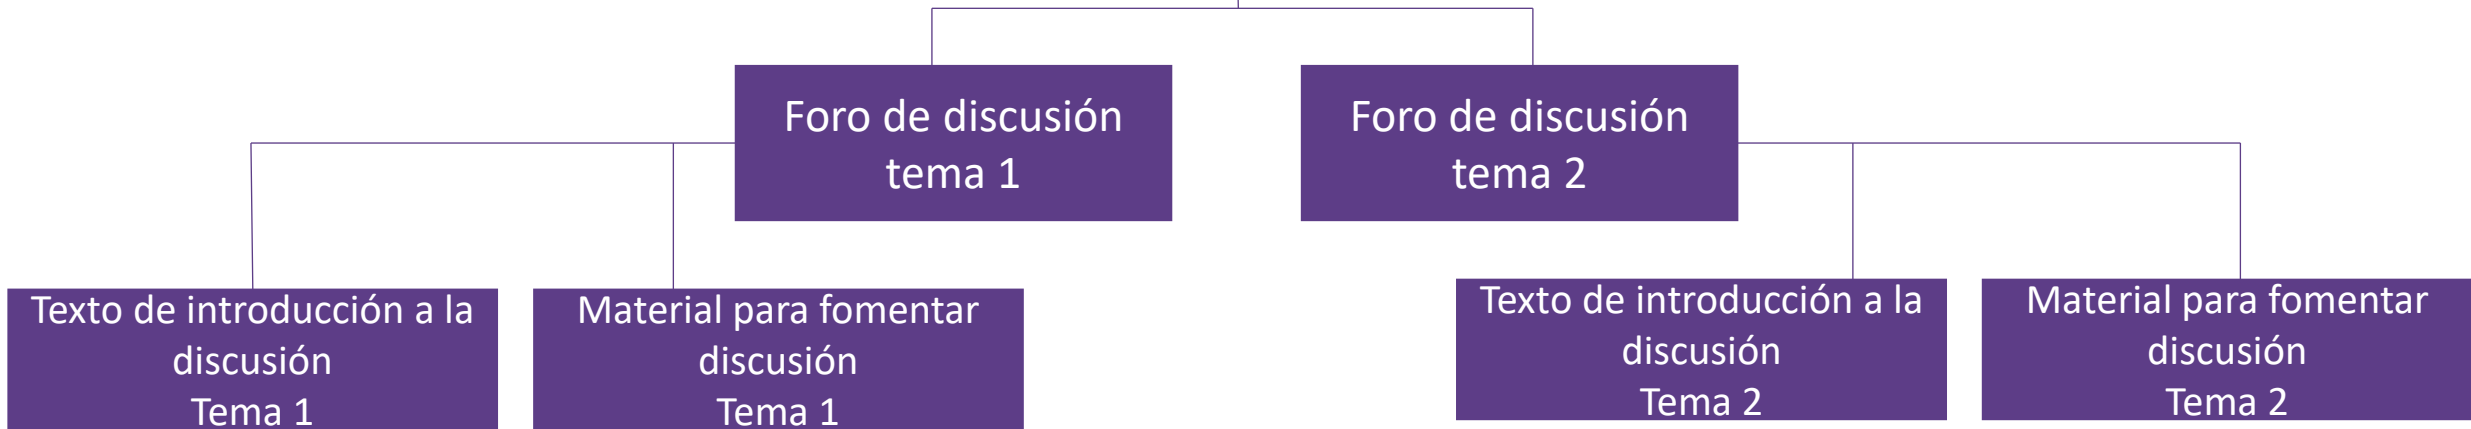 Foro de discusión
tema 1
Foro de discusión
tema 2
Texto de introducción a la
discusión
Tema 1
Material para fomentar
discusión
Tema 1
Texto de introducción a la
discusión
Tema 2
Material para fomentar
discusión
Tema 2